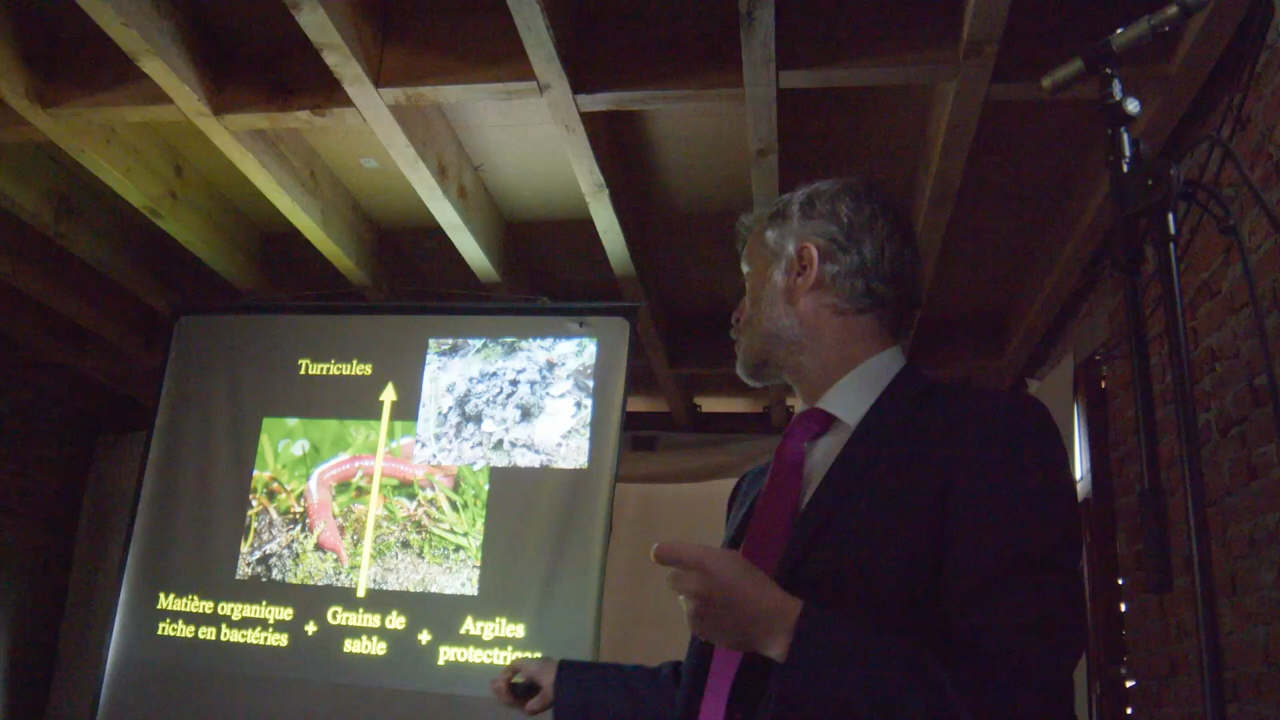 Turricules
Matière organique
riche en bactéries
+
Grains de
sable
+
Argiles
protectrices